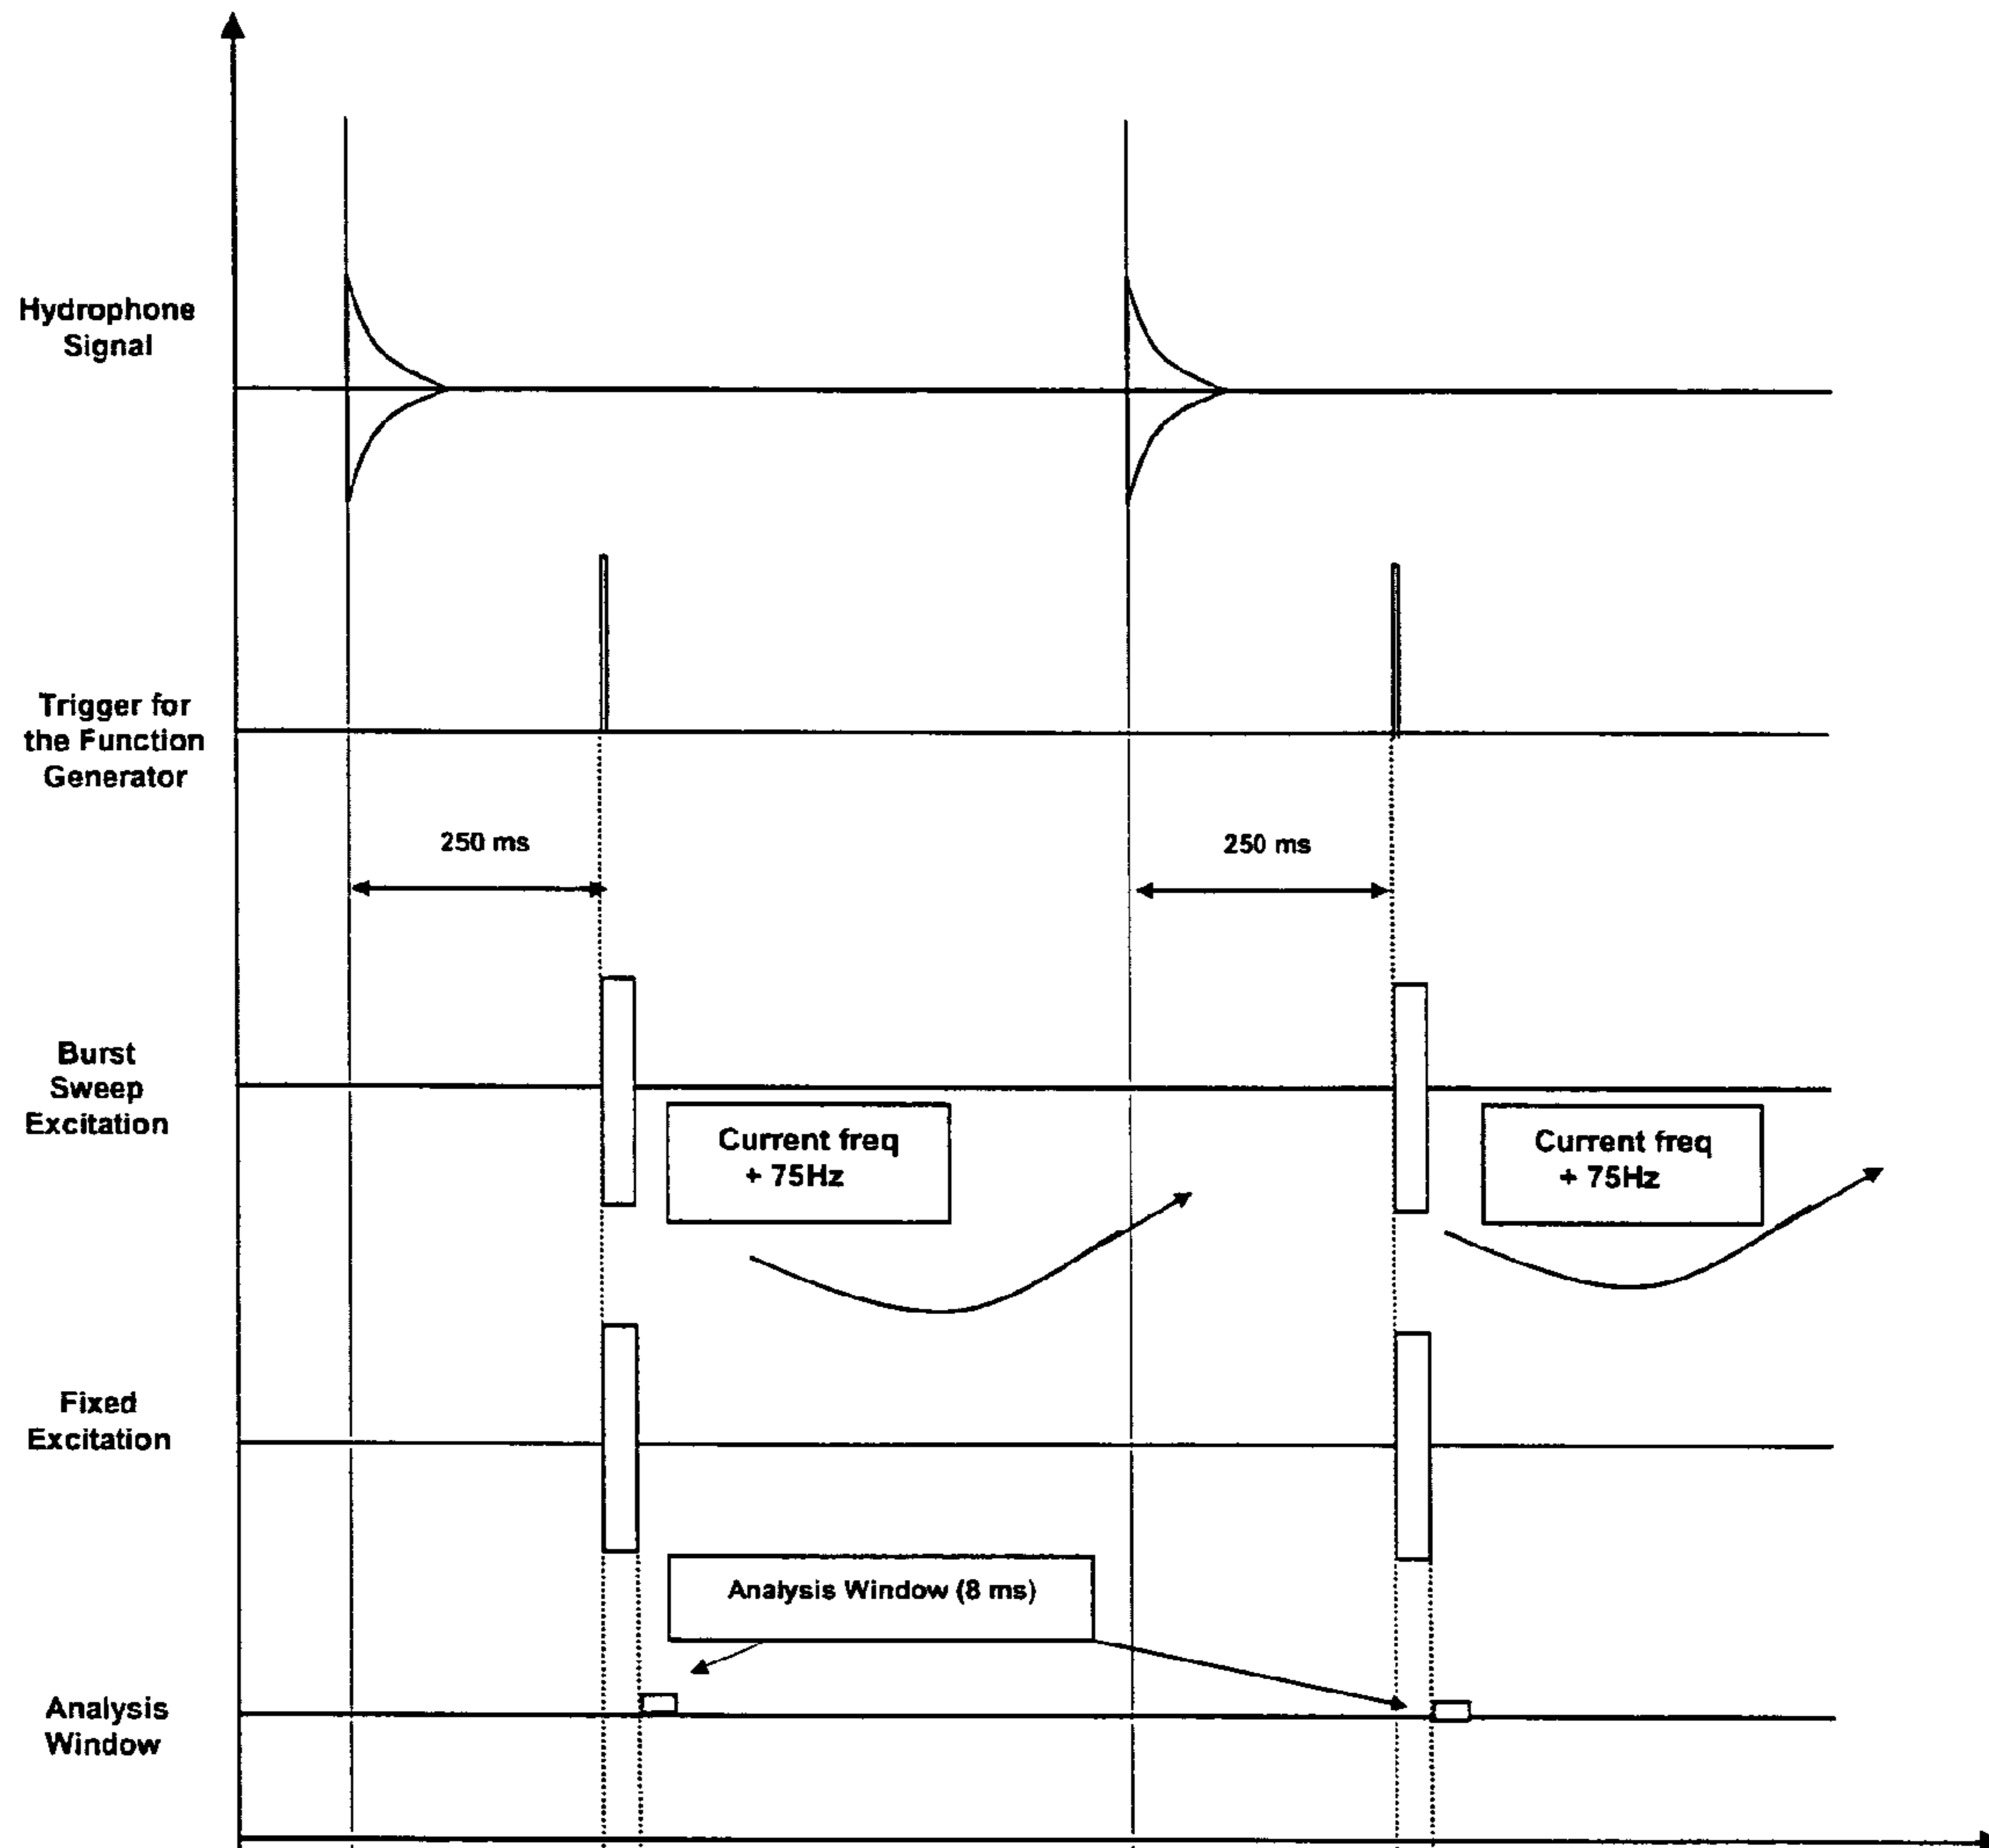 Hydrophone
Signal
Trigger for
the Function
Generator
250 ms
250 ms
Burst
Sweep
Excitation
Current freq
+ 75Hz
Current freq
+ 75Hz
Fixed
Excitation
Analysis Window (8 ms)
Analysis
Window